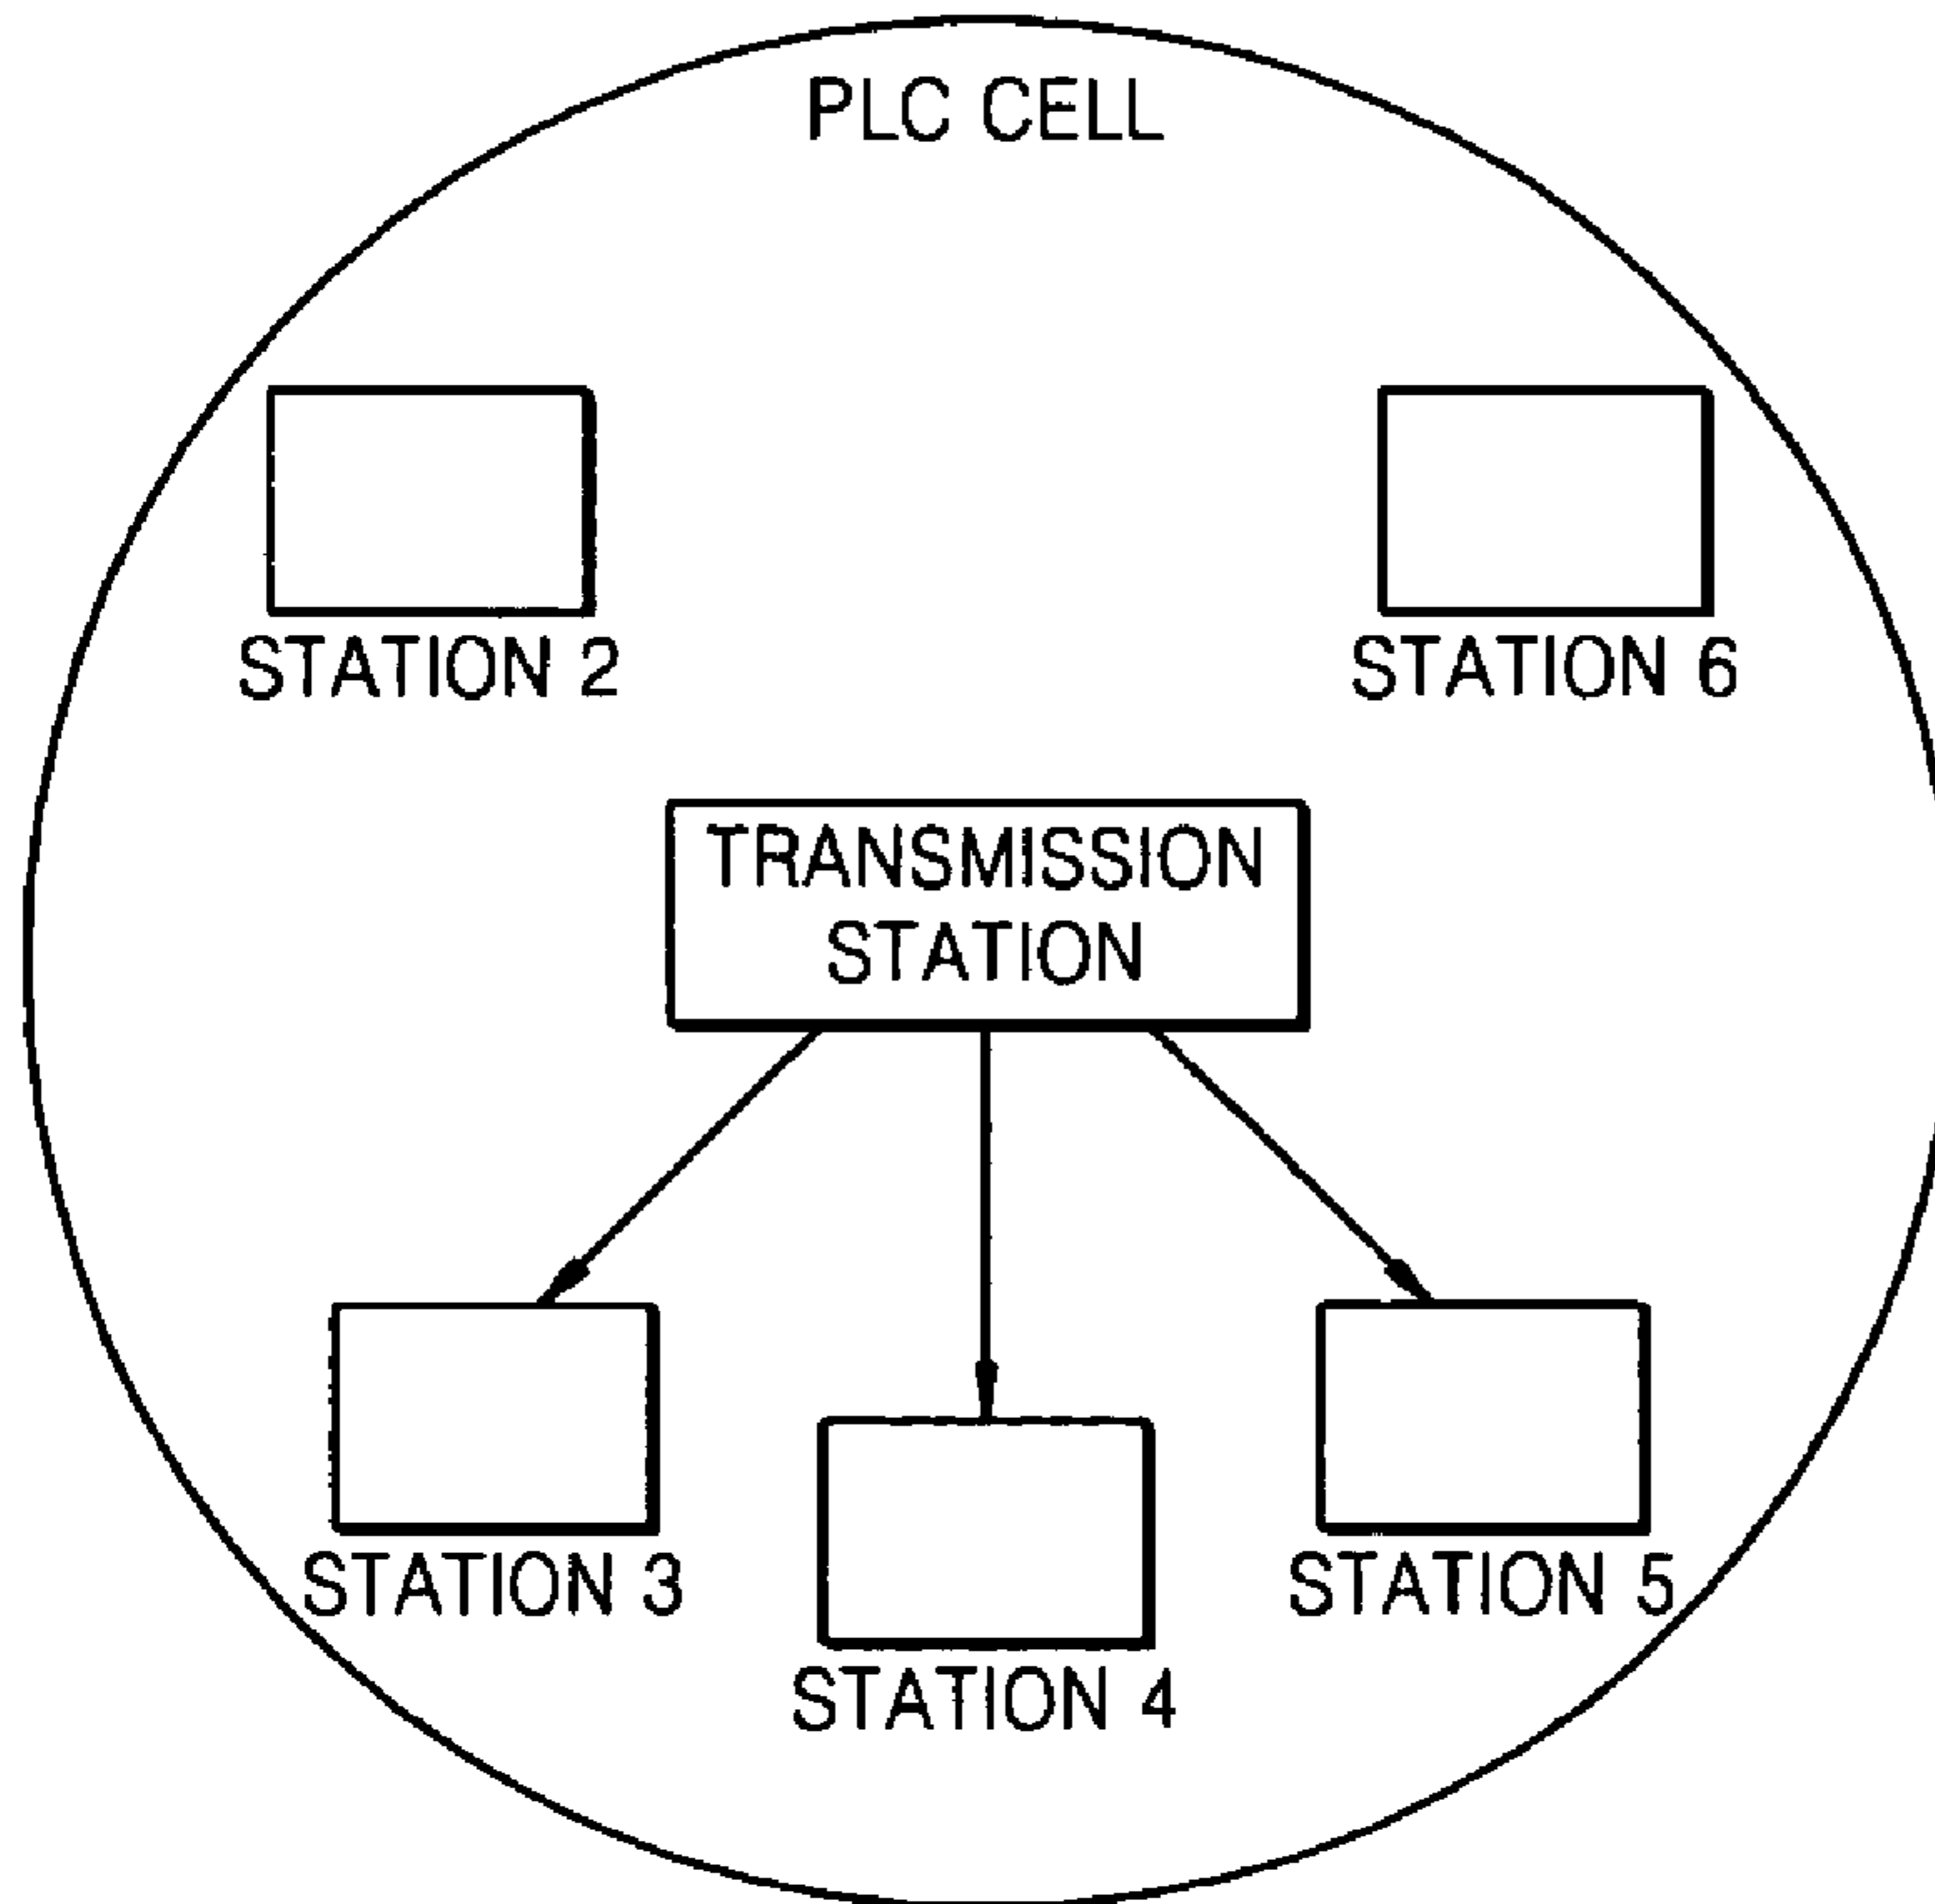 PLC CELL
STATION 2
STATION 6
TRANSMISSION
STATION
STATION 3
STATION 5
STATION 4